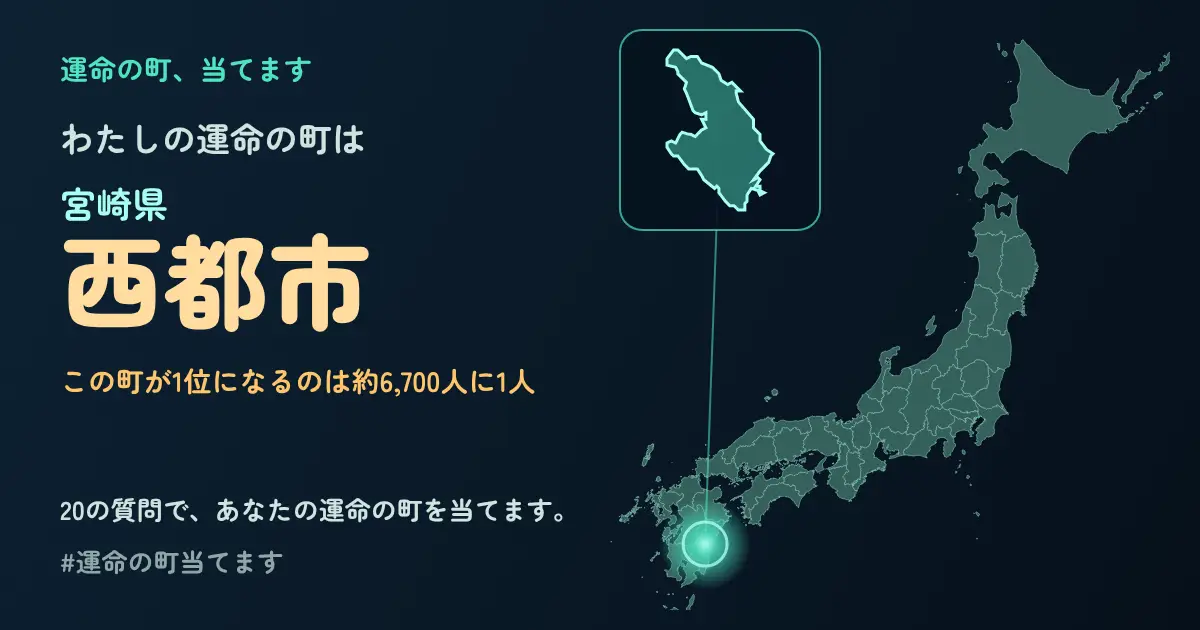 運命の町、当てます
わたしの運命の町は
宮崎県
西都市
この町が1位になるのは約6,700人に1人
20の質問で、あなたの運命の町を当てます。
#運命の町当てます